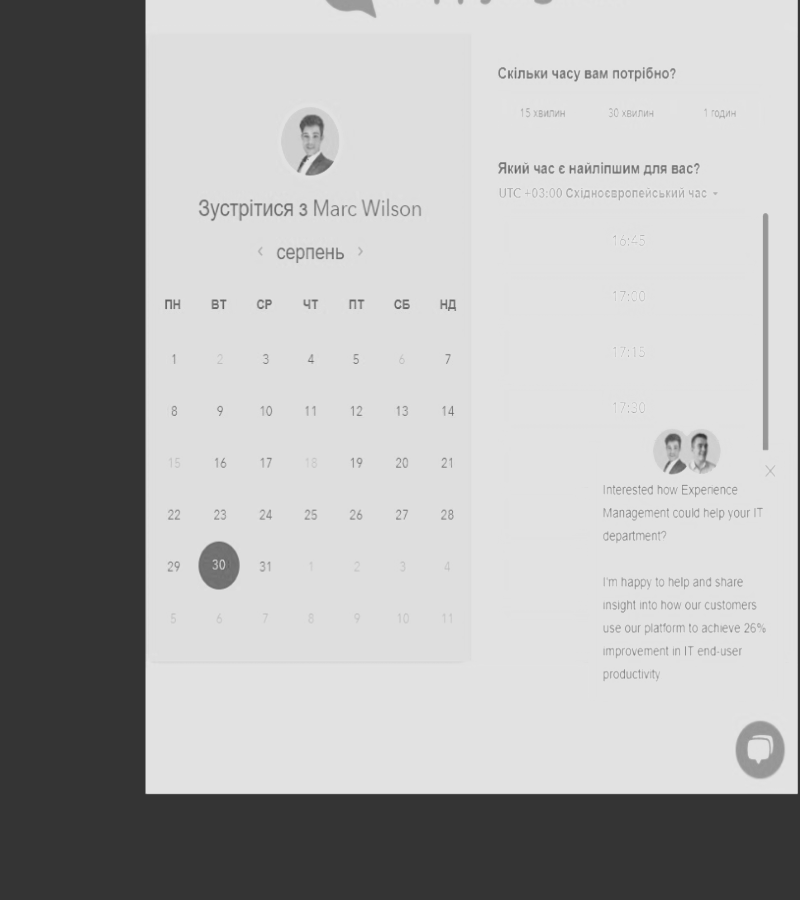 Зустрітися з Marc Wilson
серпень
ПН ВТ СР ЧТ ПТ СБ НД
1 2 3 4 5 6 7
8 9 10 11 12 13 14
15 16 17 18 19 20 21
22 23 24 25 26 27 28
29 30 31 1 2 3 4
5 6 7 8 9 10 11
Скільки часу вам потрібно?
15 хвилин 30 хвилин 1 годин
Який час є найліпшим для вас?
UTC +03:00 Східноєвропейський час
16:45
17:00
17:15
17:30
Interested how Experience
Management could help your IT
department?
I'm happy to help and share
insight into how our customers
use our platform to achieve 26%
improvement in IT end-user
productivity